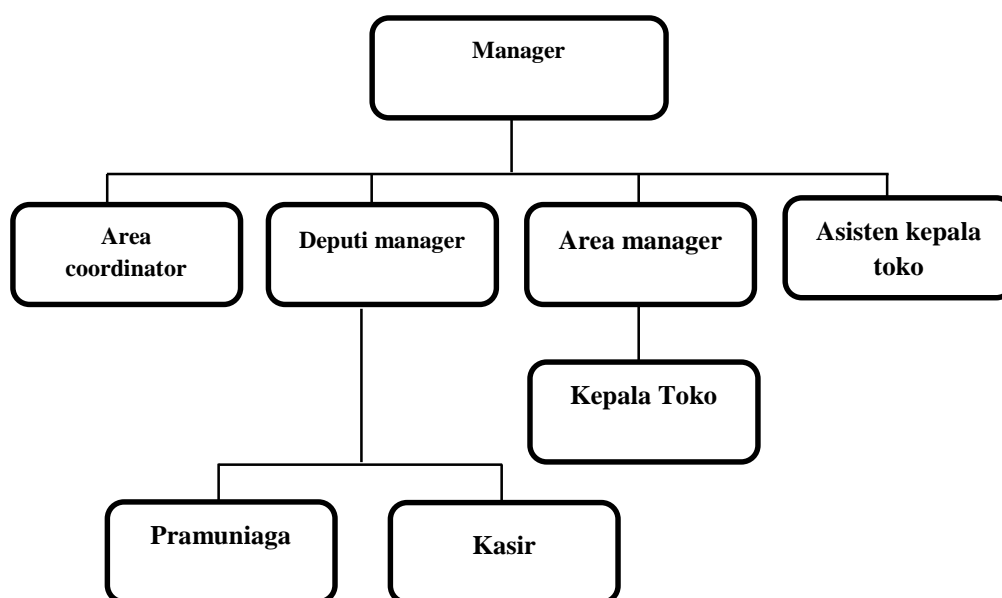 Manager
Area
coordinator
Deputi manager
Area manager
Asisten kepala
toko
Kepala Toko
Pramuniaga
Kasir